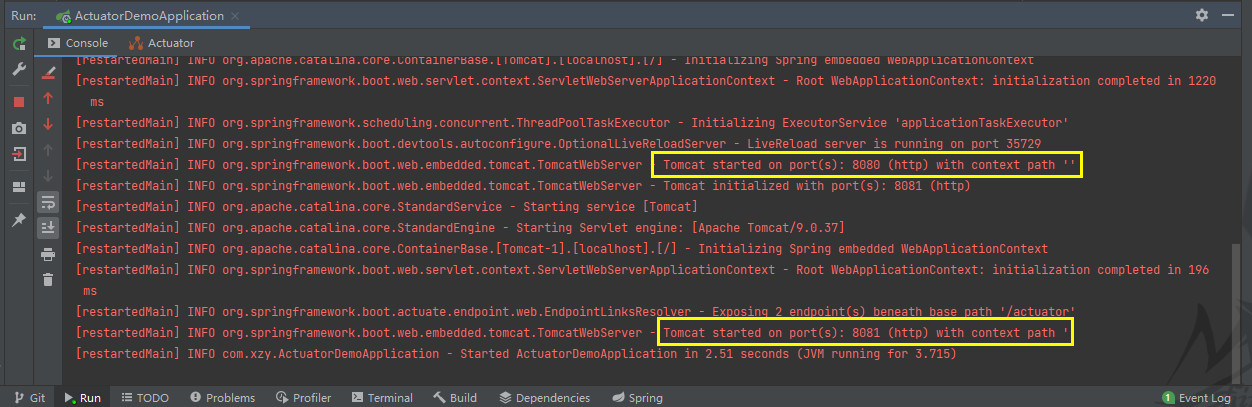 Run: ActuatorDemoApplication ×
Console Actuator
[restartedMain] INFO org.apache.catalina.core.ContainerBase.[Tomcat].[localhost].[/] - Initializing Spring embedded WebApplicationContext
[restartedMain] INFO org.springframework.boot.web.servlet.context.ServletWebServerApplicationContext - Root WebApplicationContext: initialization completed in 1220
ms
[restartedMain] INFO org.springframework.scheduling.concurrent.ThreadPoolTaskExecutor - Initializing ExecutorService 'applicationTaskExecutor'
[restartedMain] INFO org.springframework.boot.devtools.autoconfigure.OptionalLiveReloadServer - LiveReload server is running on port 35729
[restartedMain] INFO org.springframework.boot.web.embedded.tomcat.TomcatWebServer - Tomcat started on port(s): 8080 (http) with context path ''
[restartedMain] INFO org.springframework.boot.web.embedded.tomcat.TomcatWebServer - Tomcat initialized with port(s): 8081 (http)
[restartedMain] INFO org.apache.catalina.core.StandardService - Starting service [Tomcat]
[restartedMain] INFO org.apache.catalina.core.StandardEngine - Starting Servlet engine: [Apache Tomcat/9.0.37]
[restartedMain] INFO org.apache.catalina.core.ContainerBase.[Tomcat-1].[localhost].[/] - Initializing Spring embedded WebApplicationContext
[restartedMain] INFO org.springframework.boot.web.servlet.context.ServletWebServerApplicationContext - Root WebApplicationContext: initialization completed in 196
ms
[restartedMain] INFO org.springframework.boot.actuate.endpoint.web.EndpointLinksResolver - Exposing 2 endpoint(s) beneath base path '/actuator'
[restartedMain] INFO org.springframework.boot.web.embedded.tomcat.TomcatWebServer - Tomcat started on port(s): 8081 (http) with context path '
[restartedMain] INFO com.xzy.ActuatorDemoApplication - Started ActuatorDemoApplication in 2.51 seconds (JVM running for 3.715)
Git Run TODO Problems Profiler Terminal Build Dependencies Spring 1 Event Log